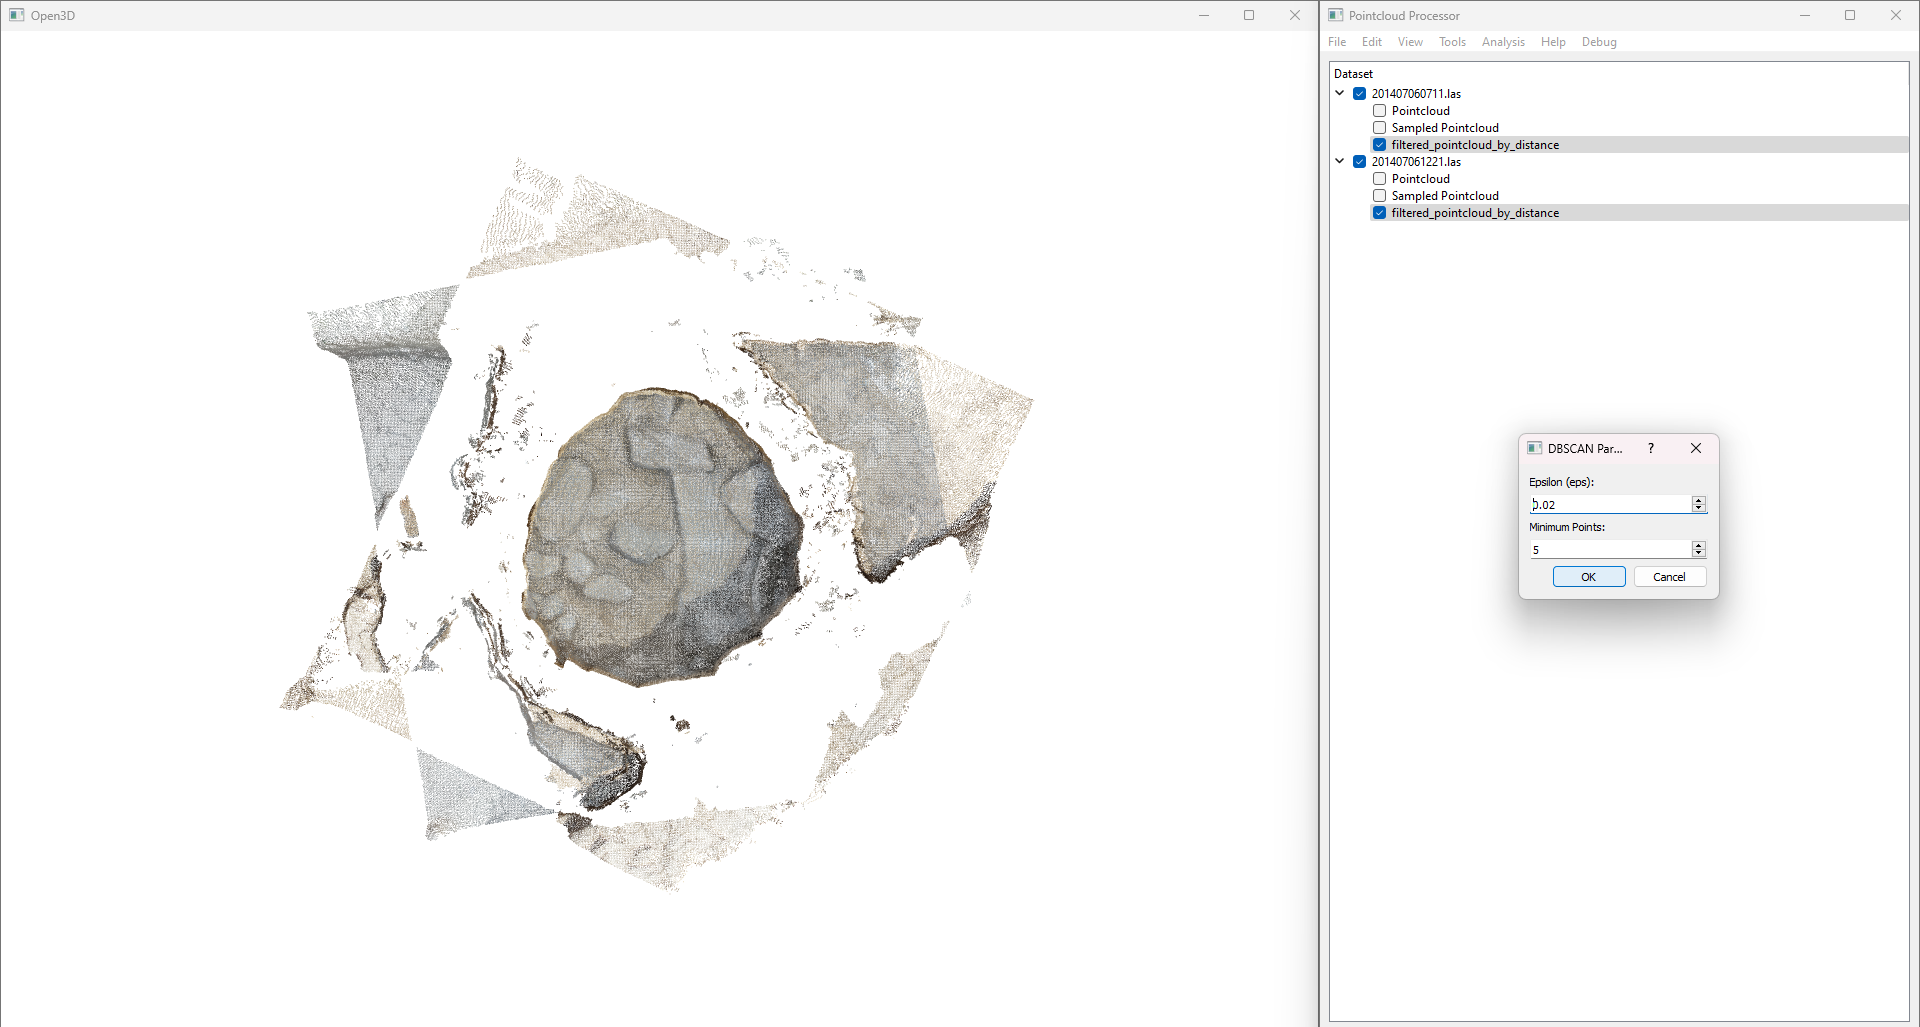 Open3D
Pointcloud Processor
File Edit View Tools Analysis Help Debug
Dataset
201407060711.las
Pointcloud
Sampled Pointcloud
filtered_pointcloud_by_distance
201407061221.las
Pointcloud
Sampled Pointcloud
filtered_pointcloud_by_distance
DBSCAN Par... ?
Epsilon (eps):
0.02
Minimum Points:
5
OK Cancel